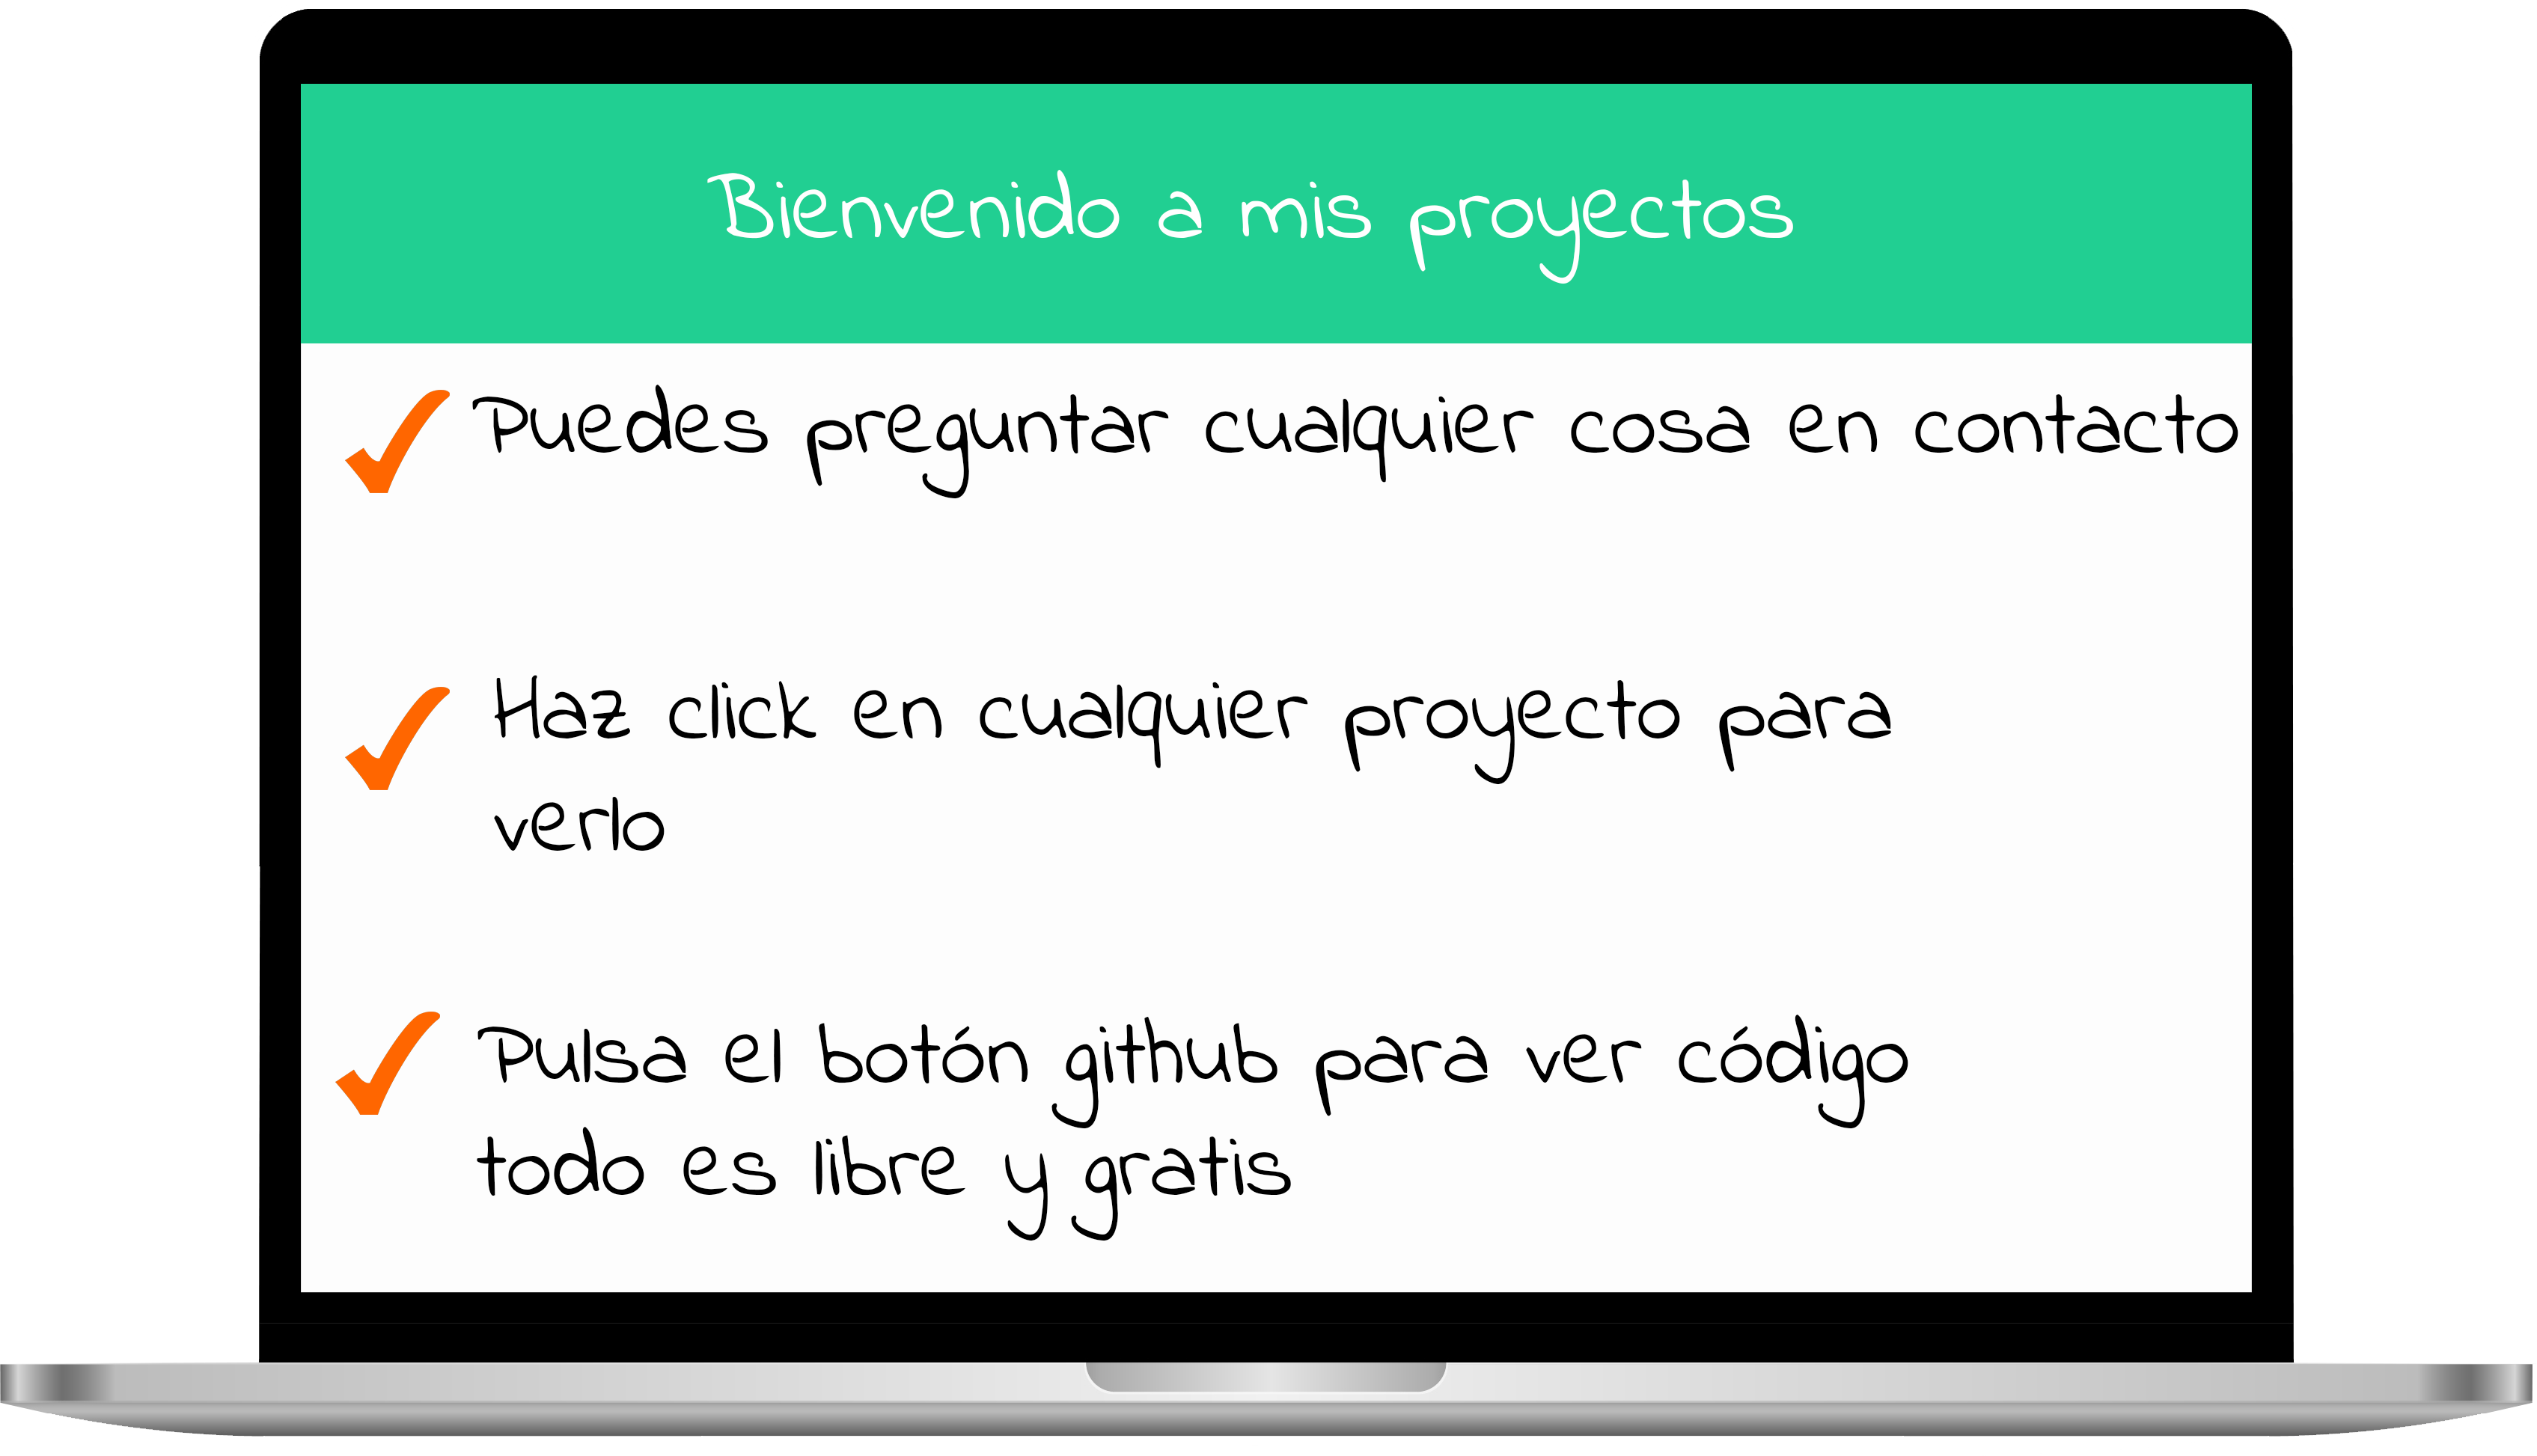 Bienvenido a mis proyectos
Puedes preguntar cualquier cosa en contacto
Haz click en cualquier proyecto para
verlo
Pulsa el botón github para ver código
todo es libre y gratis